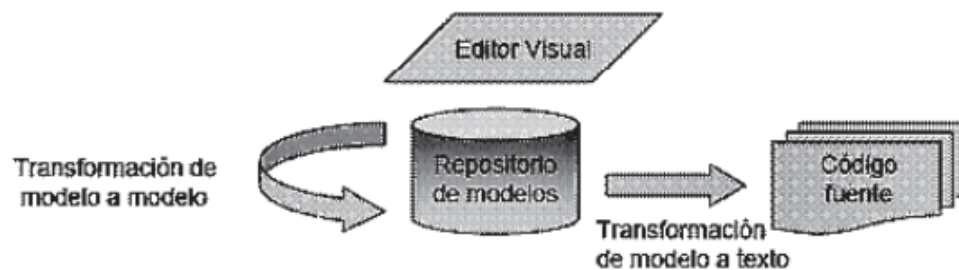 Editor Visual
Transformación de
modelo a modelo
Repositorio
de modelos
Código
fuente
Transformación
de modelo a texto